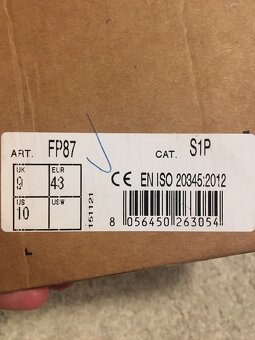 ART. FP87 CAT. S1P
UK 9 EUR 43
US 10 USW
151121
CE EN ISO 20345:2012
8 056450 263054